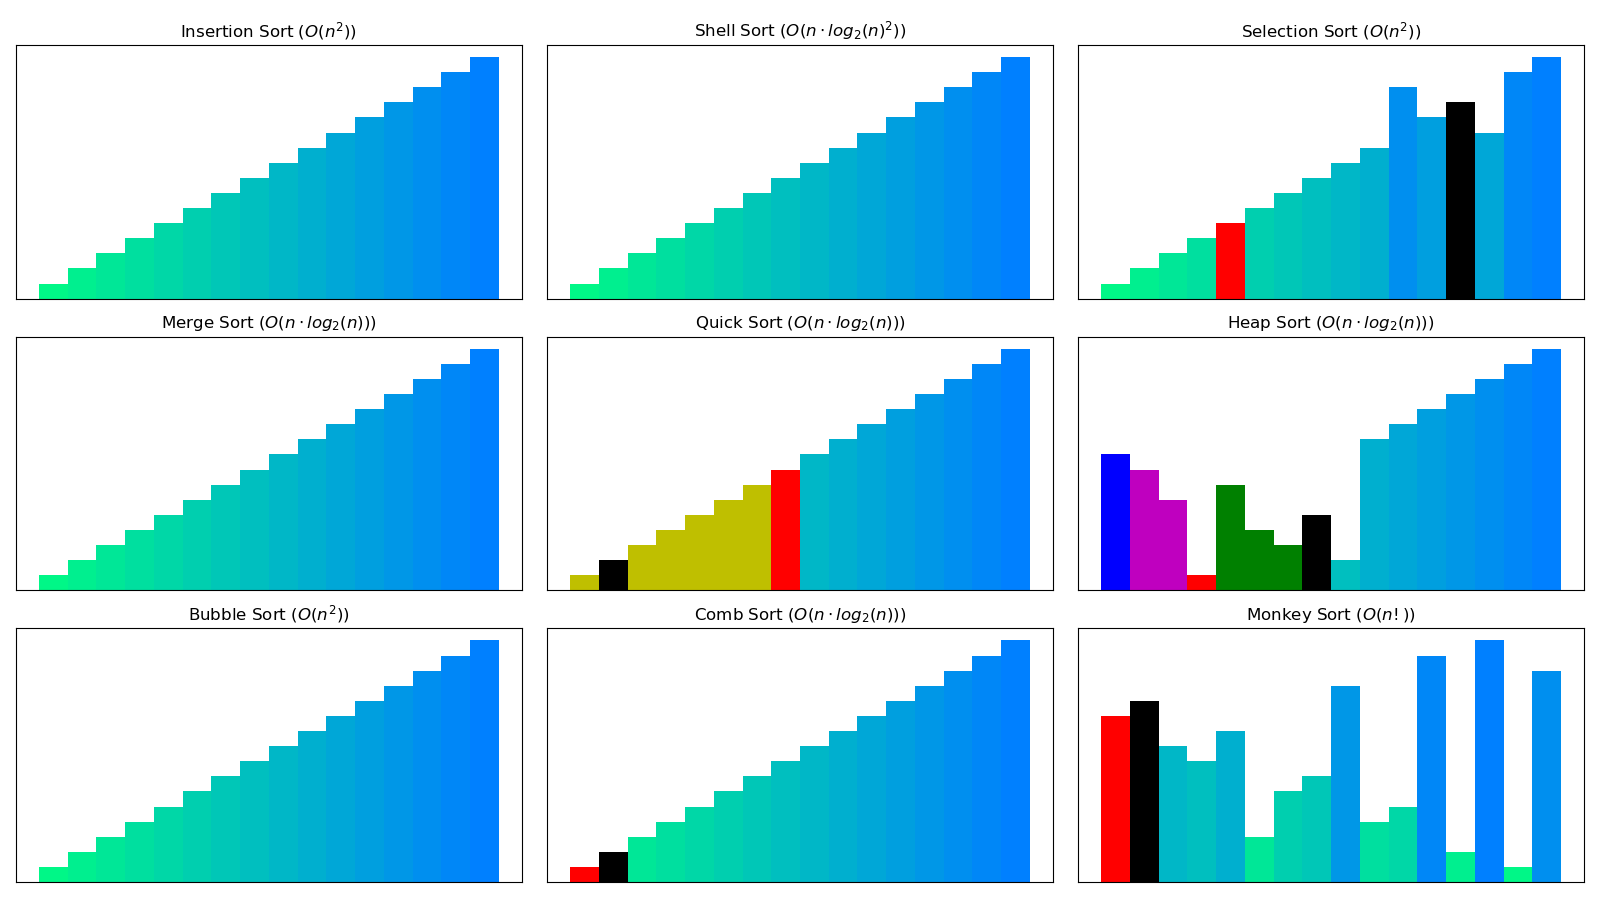 Insertion Sort (O(n²))
Shell Sort (O(n · log₂(n)²))
Selection Sort (O(n²))
Merge Sort (O(n · log₂(n)))
Quick Sort (O(n · log₂(n)))
Heap Sort (O(n · log₂(n)))
Bubble Sort (O(n²))
Comb Sort (O(n · log₂(n)))
Monkey Sort (O(n!))